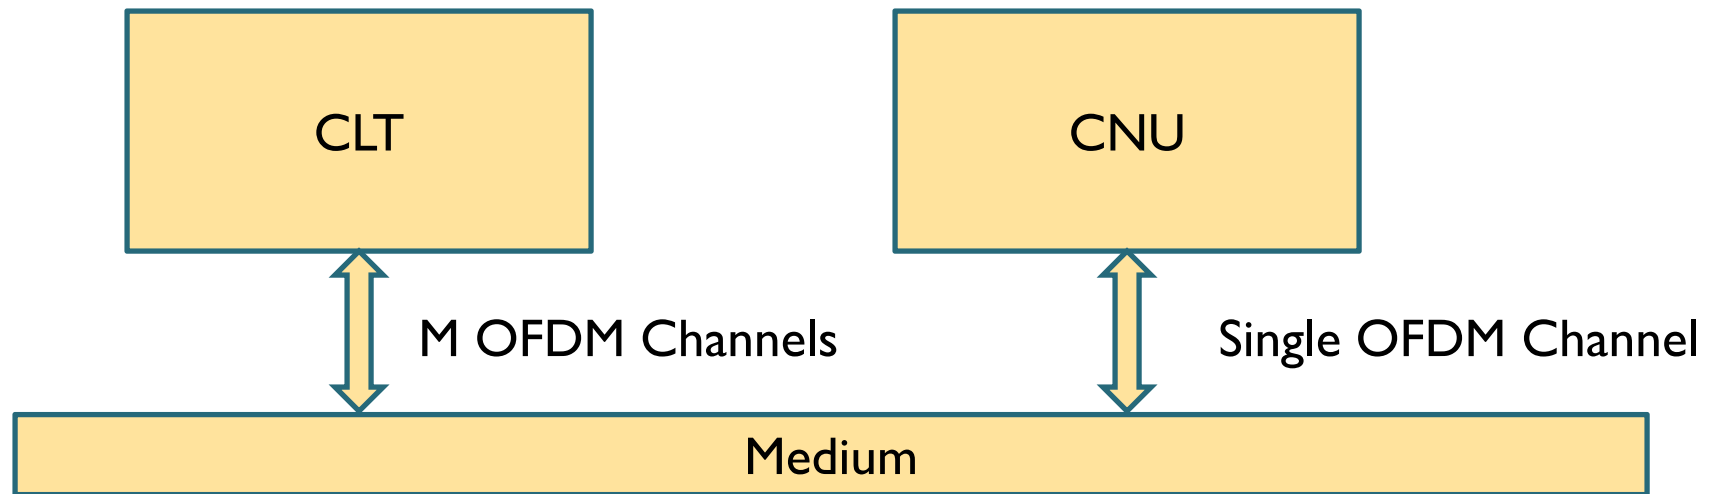 CLT
CNU
M OFDM Channels
Single OFDM Channel
Medium